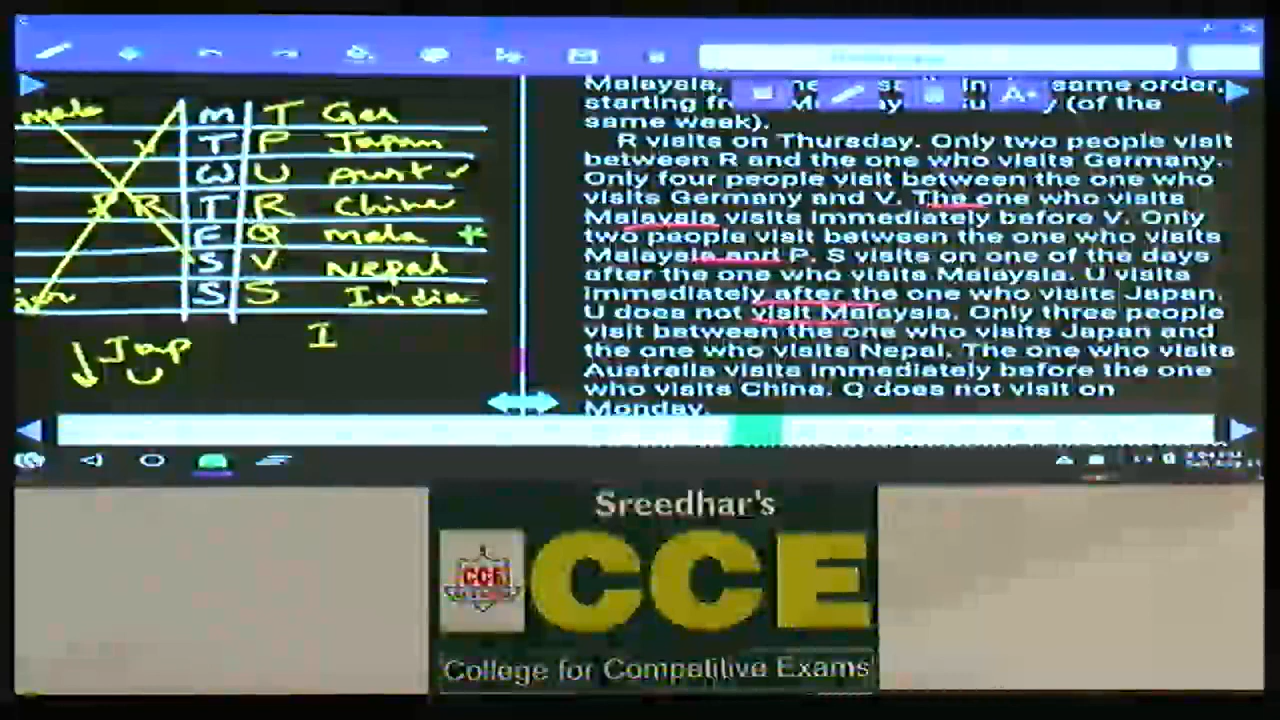 M T Ger
T P Japan
W U Aust
T R China
R
F Q Mala
S V Nepal
S S India
Jap
I
Malaysia, same order,
starting (of the
same week).
R visits on Thursday. Only two people visit
between R and the one who visits Germany.
Only four people visit between the one who
visits Germany and V. The one who visits
Malaysia visits immediately before V. Only
two people visit between the one who visits
Malaysia and P. S visits on one of the days
after the one who visits Malaysia. U visits
immediately after the one who visits Japan.
U does not visit Malaysia. Only three people
visit between the one who visits Japan and
the one who visits Nepal. The one who visits
Australia visits immediately before the one
who visits China. Q does not visit on
Monday.
Sreedhar's
CCE
CCE
College for Competitive Exams